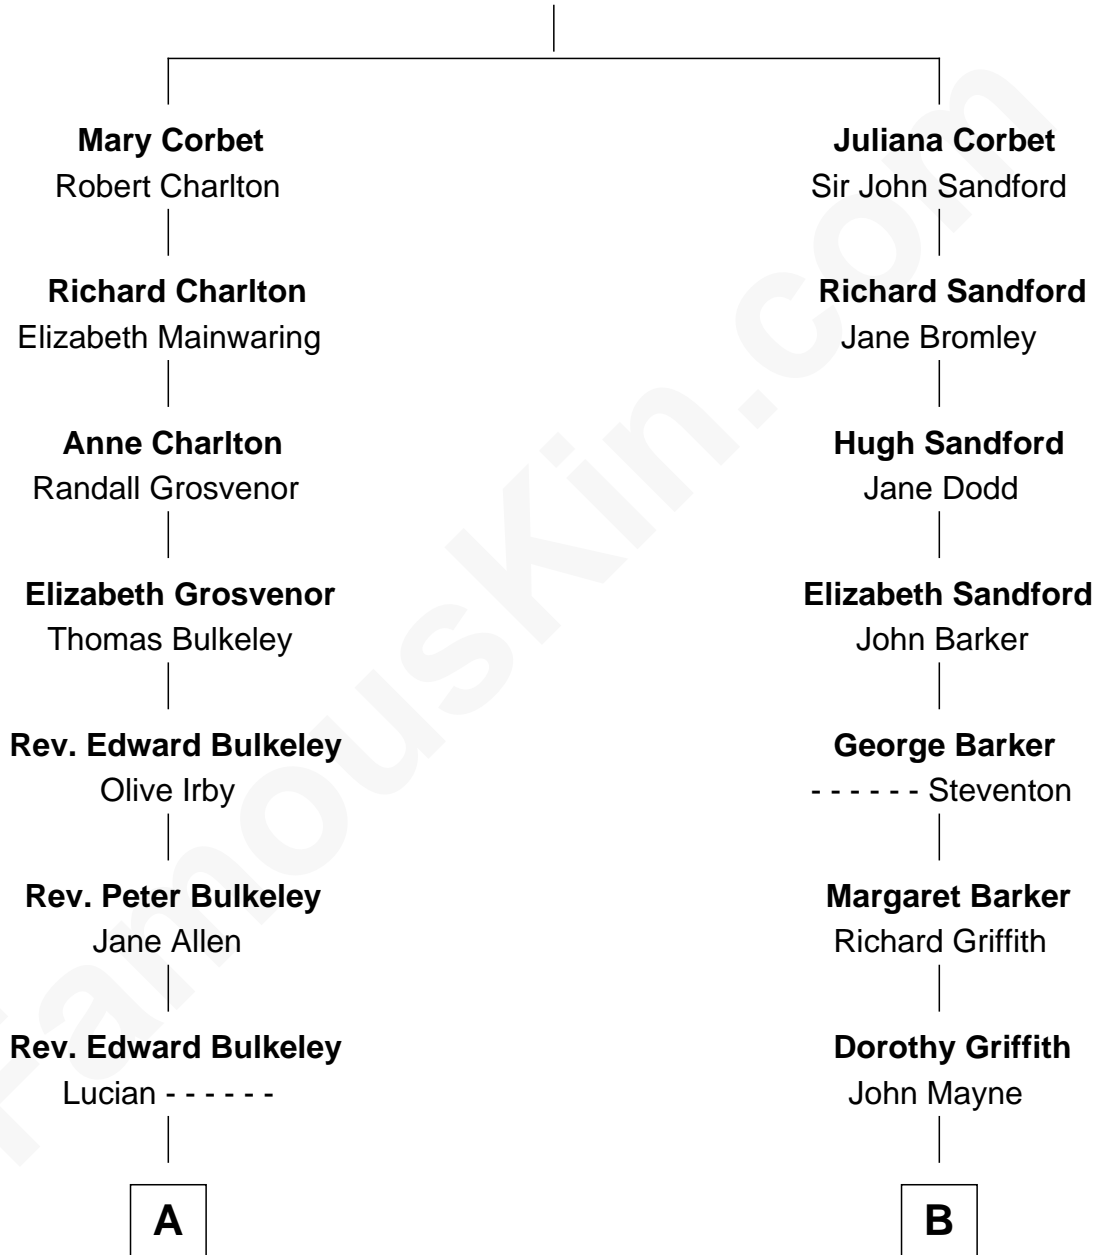 Mary Corbet
Robert Charlton
Richard Charlton
Elizabeth Mainwaring
Anne Charlton
Randall Grosvenor
Elizabeth Grosvenor
Thomas Bulkeley
Rev. Edward Bulkeley
Olive Irby
Rev. Peter Bulkeley
Jane Allen
Rev. Edward Bulkeley
Lucian - - - - - -
A
Juliana Corbet
Sir John Sandford
Richard Sandford
Jane Bromley
Hugh Sandford
Jane Dodd
Elizabeth Sandford
John Barker
George Barker
- - - - - - Steventon
Margaret Barker
Richard Griffith
Dorothy Griffith
John Mayne
B
FamousKin.com